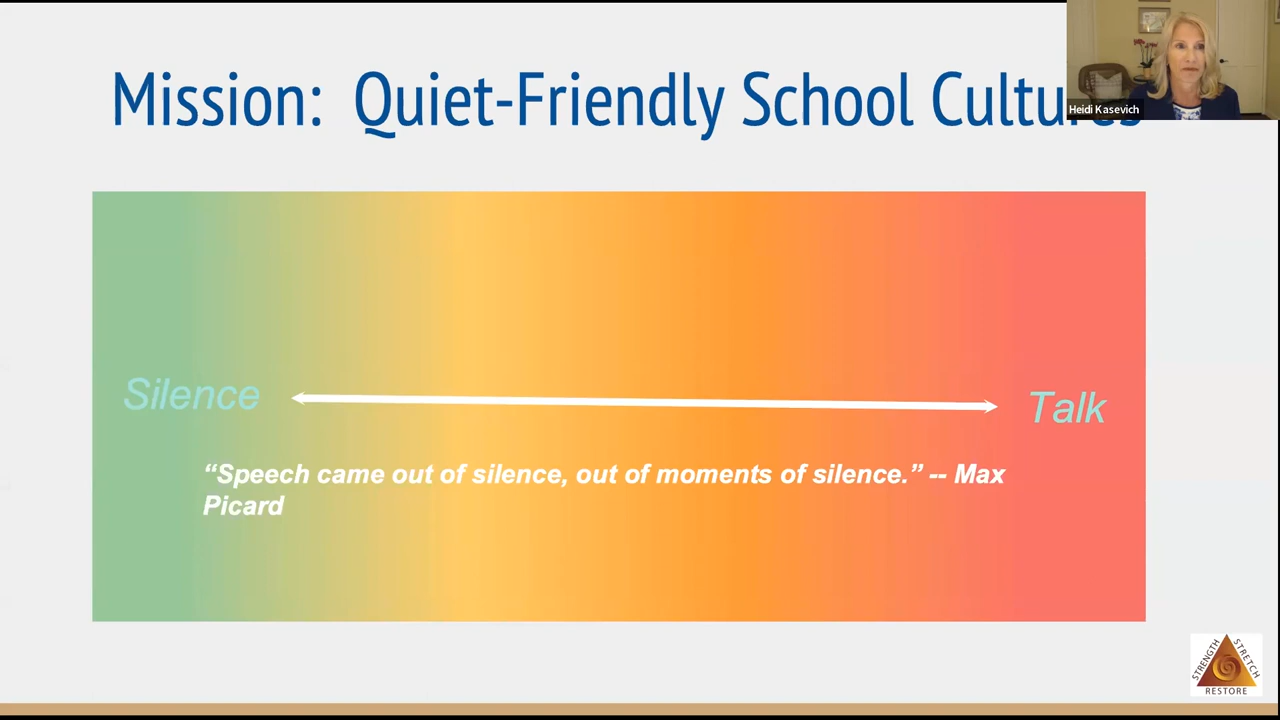 Mission: Quiet-Friendly School Cultures
Heidi Kasevich
Silence
Talk
“Speech came out of silence, out of moments of silence.” -- Max
Picard
STRENGTH
STRETCH
RESTORE